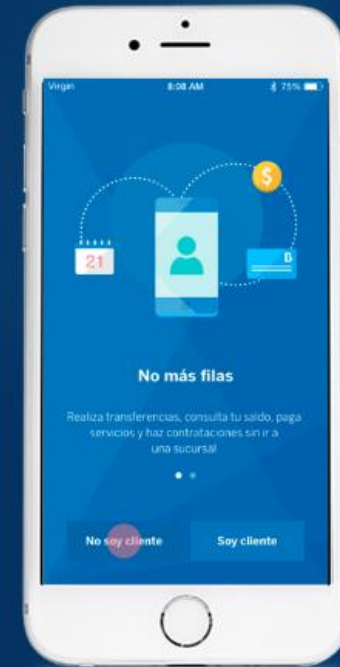 Virgin 8:08 AM 75%
$
21
B
No más filas
Realiza transferencias, consulta tu saldo, paga
servicios y haz contrataciones sin ir a
una sucursal
No soy cliente Soy cliente